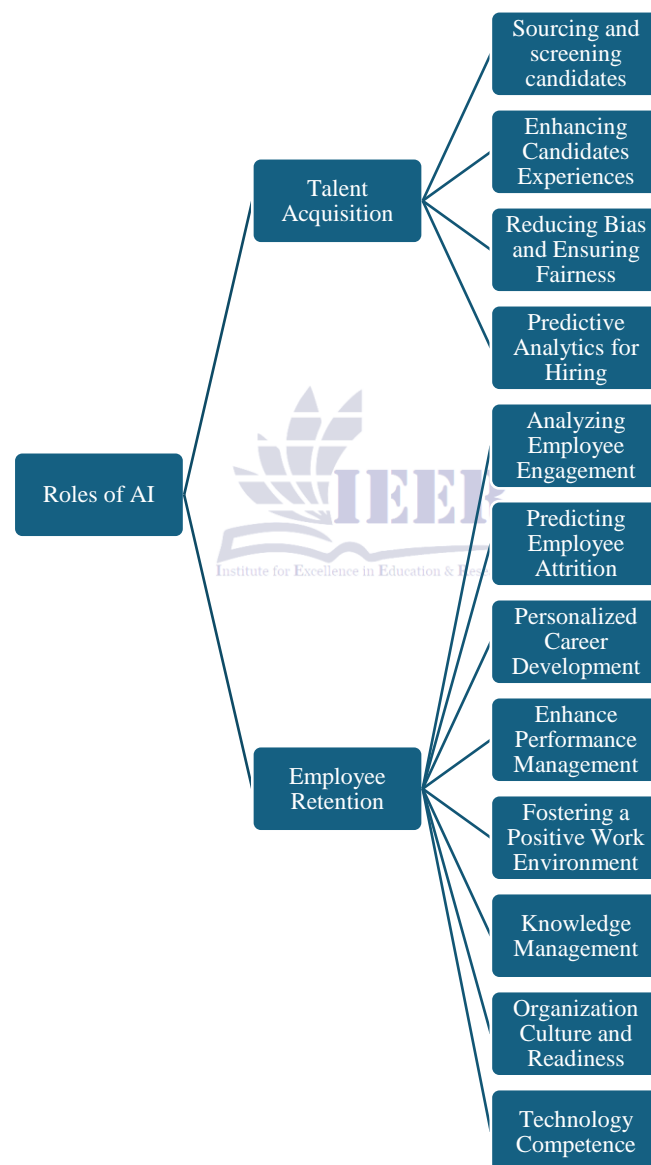 Sourcing and
screening
candidates
Enhancing
Candidates
Experiences
Talent
Acquisition
Reducing Bias
and Ensuring
Fairness
Predictive
Analytics for
Hiring
Analyzing
Employee
Engagement
Roles of AI
IEER
Predicting
Employee
Attrition
Institute for Excellence in Education &
Personalized
Career
Development
Enhance
Performance
Management
Employee
Retention
Fostering a
Positive Work
Environment
Knowledge
Management
Organization
Culture and
Readiness
Technology
Competence